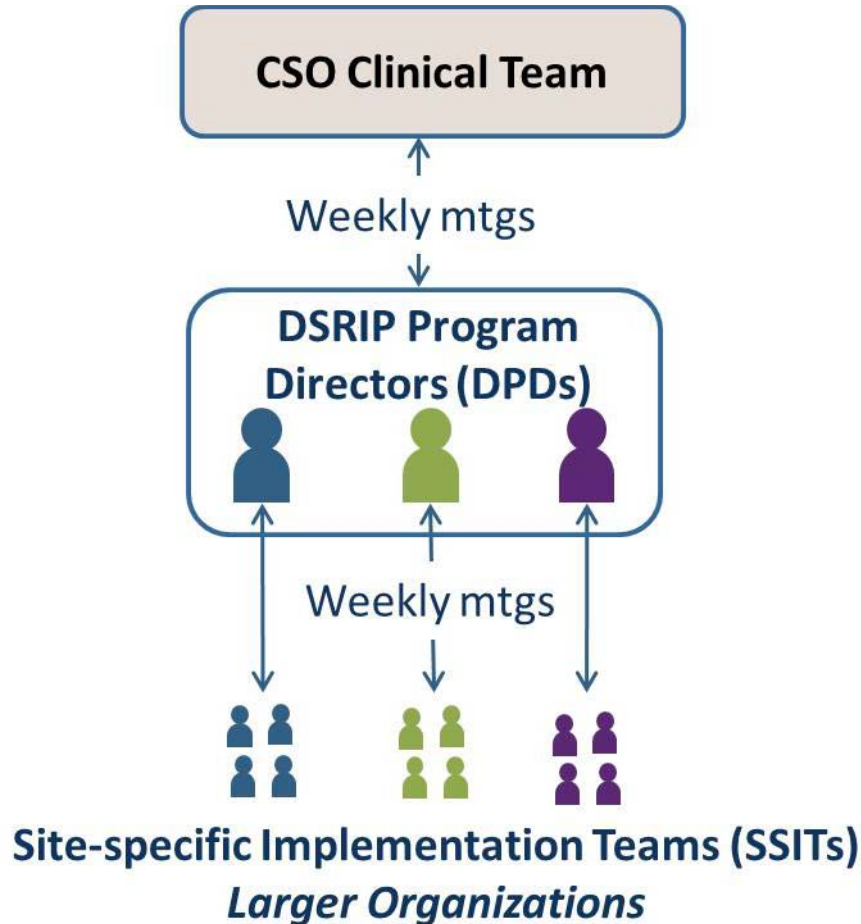 CSO Clinical Team
Weekly mtgs
DSRIP Program
Directors (DPDs)
Weekly mtgs
Site-specific Implementation Teams (SSITs)
Larger Organizations